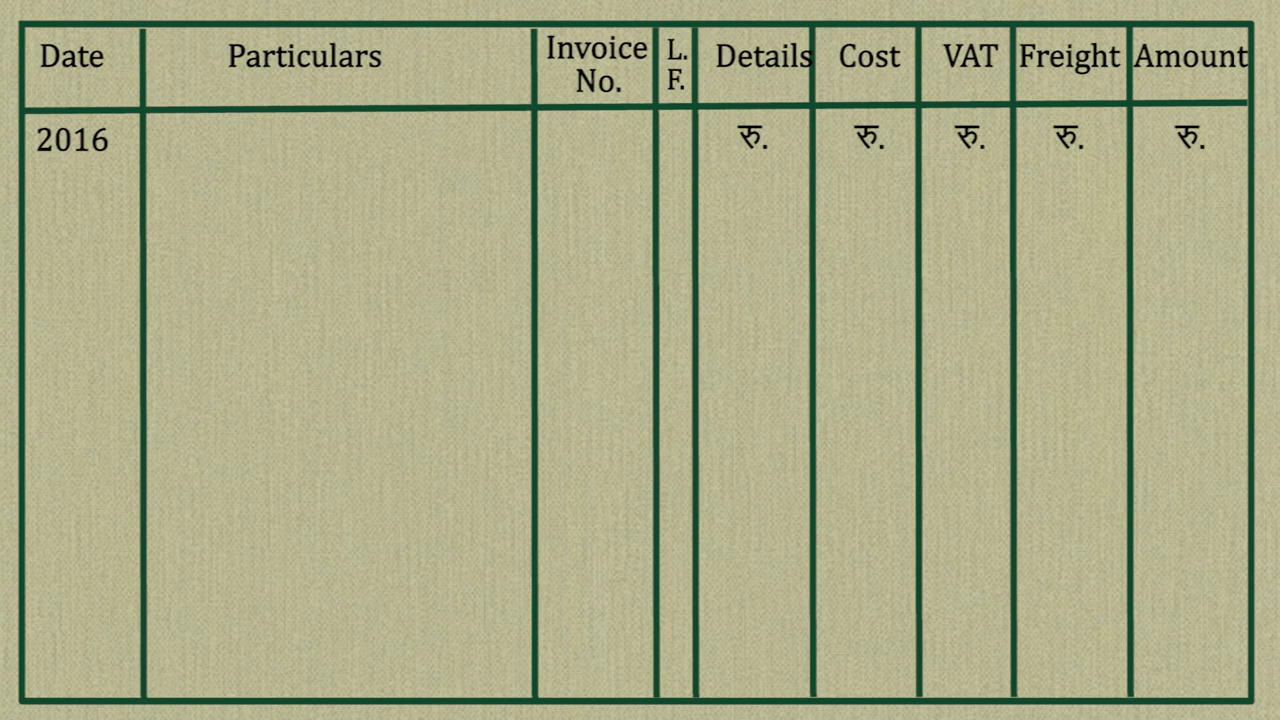 Date Particulars Invoice No. L. F. Details Cost VAT Freight Amount
2016 रु. रु. रु. रु. रु.